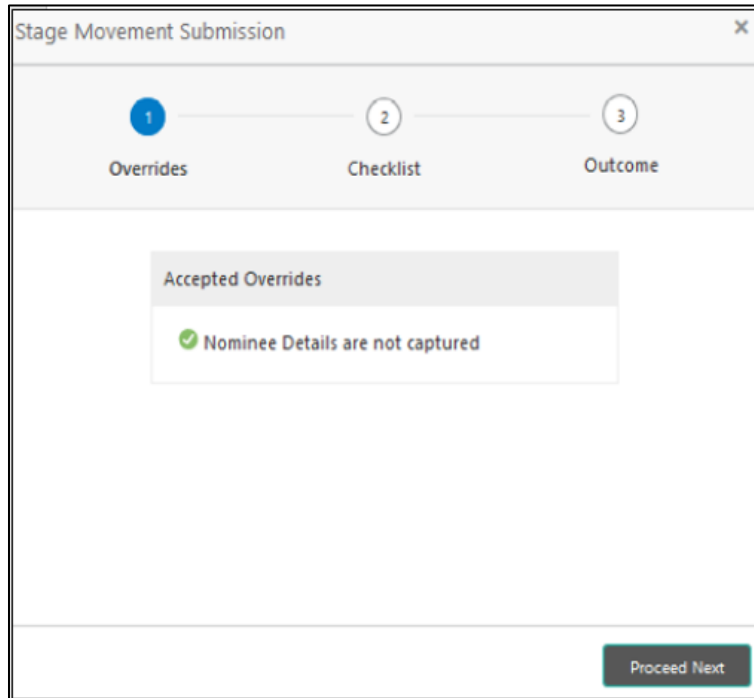 Stage Movement Submission ×
1 2 3
Overrides Checklist Outcome
Accepted Overrides
Nominee Details are not captured
Proceed Next